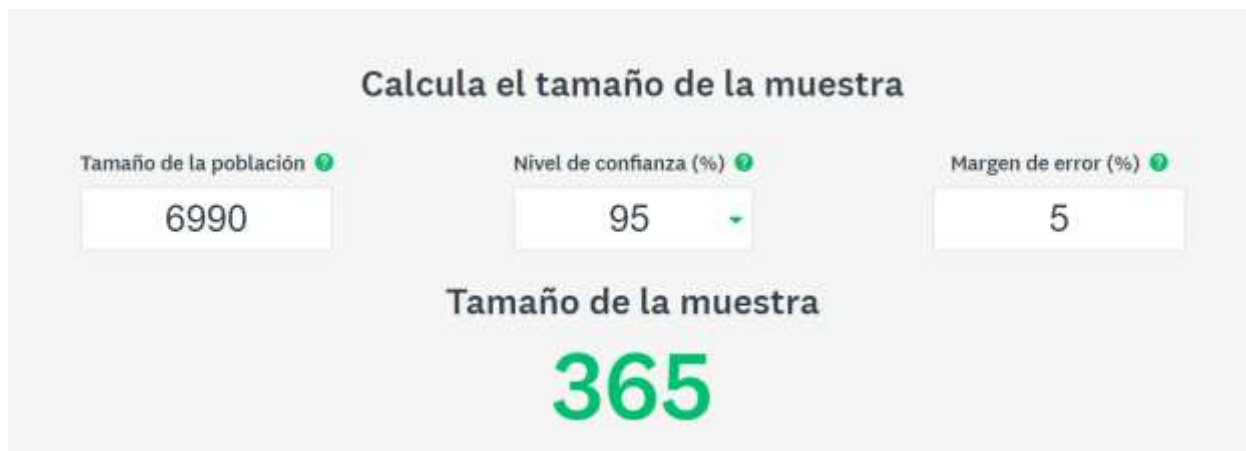 Calcula el tamaño de la muestra
Tamaño de la población ?
Nivel de confianza (%) ?
Margen de error (%) ?
6990
95
5
Tamaño de la muestra
365